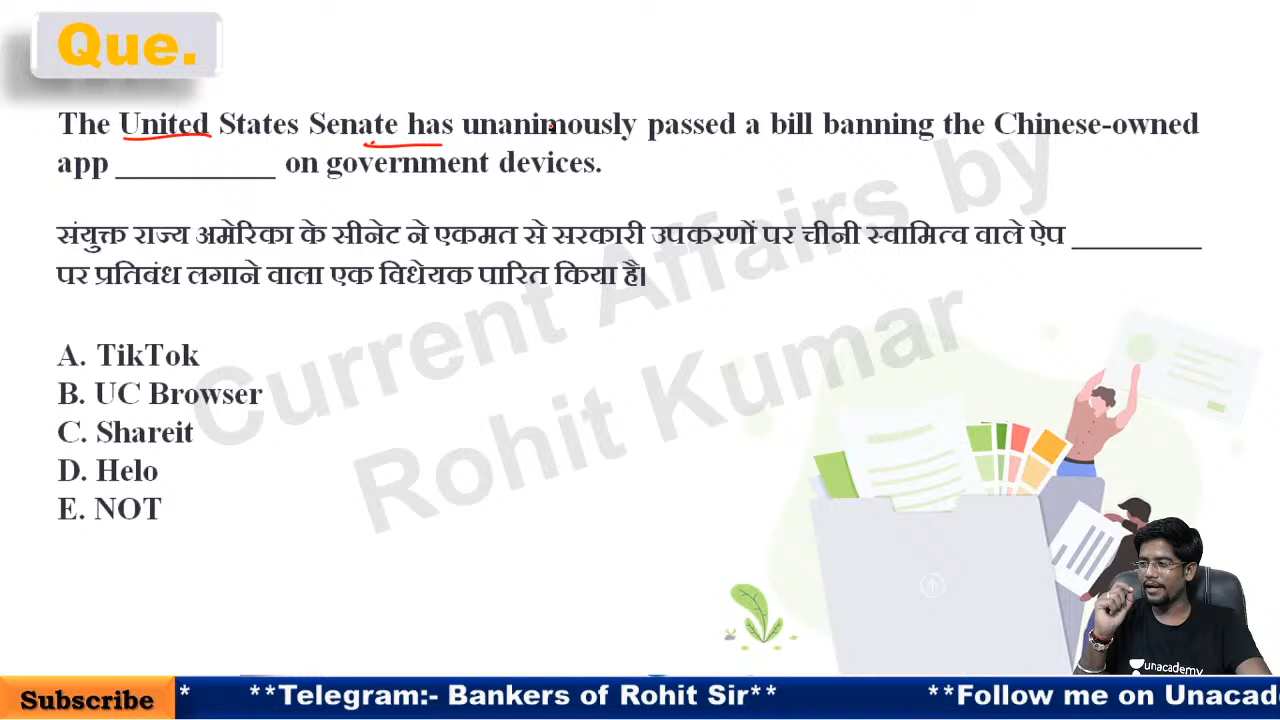 Que.
The United States Senate has unanimously passed a bill banning the Chinese-owned
app __________ on government devices.
संयुक्त राज्य अमेरिका के सीनेट ने एकमत से सरकारी उपकरणों पर चीनी स्वामित्व वाले ऐप __________
पर प्रतिबंध लगाने वाला एक विधेयक पारित किया है।
A. TikTok
B. UC Browser
C. Shareit
D. Helo
E. NOT
Current Affairs by
Rohit Kumar
unacademy
Subscribe
* **Telegram:- Bankers of Rohit Sir** **Follow me on Unacad